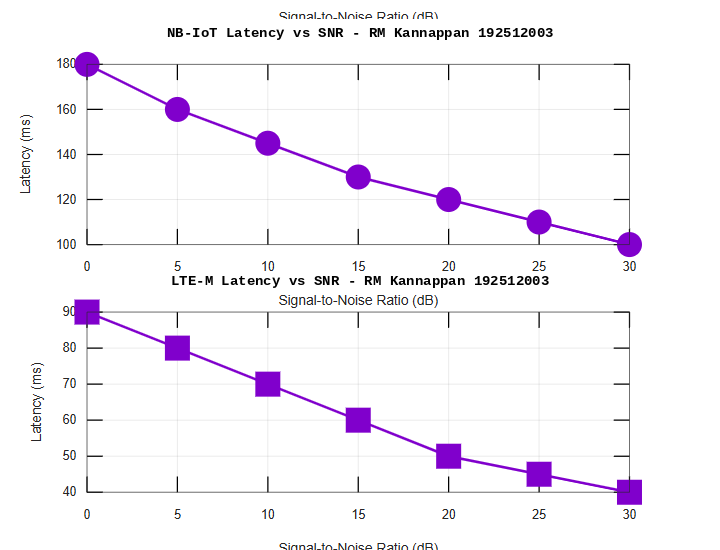 Signal-to-Noise Ratio (dB)
NB-IoT Latency vs SNR - RM Kannappan 192512003
180
160
140
120
100
Latency (ms)
0 5 10 15 20 25 30
LTE-M Latency vs SNR - RM Kannappan 192512003
Signal-to-Noise Ratio (dB)
90
80
70
60
50
40
Latency (ms)
0 5 10 15 20 25 30
Signal-to-Noise Ratio (dB)